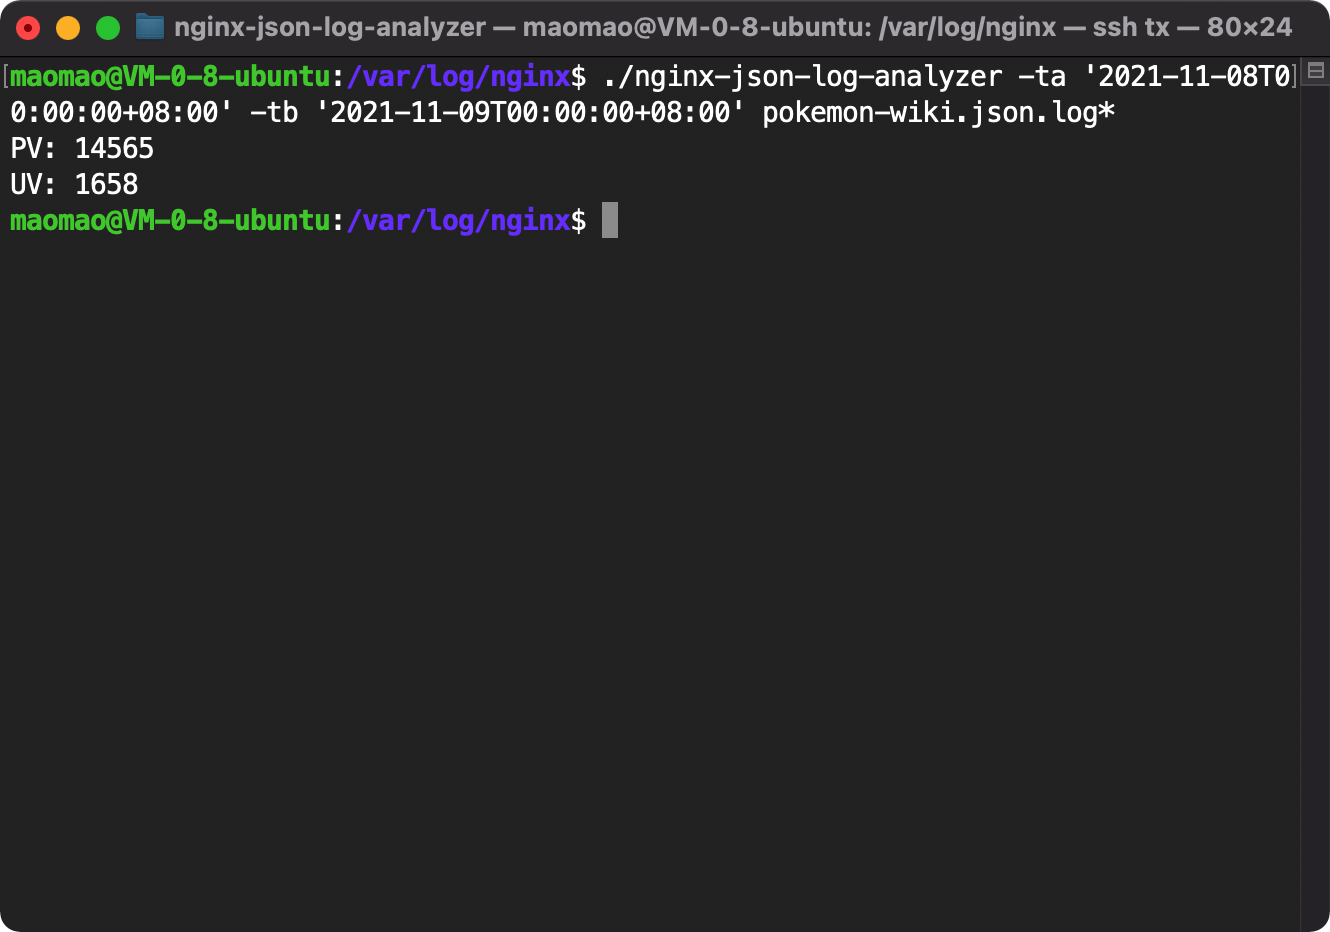 nginx-json-log-analyzer — maomao@VM-0-8-ubuntu: /var/log/nginx — ssh tx — 80×24
[maomao@VM-0-8-ubuntu:/var/log/nginx$ ./nginx-json-log-analyzer -ta '2021-11-08T0]
0:00:00+08:00' -tb '2021-11-09T00:00:00+08:00' pokemon-wiki.json.log*
PV: 14565
UV: 1658
maomao@VM-0-8-ubuntu:/var/log/nginx$